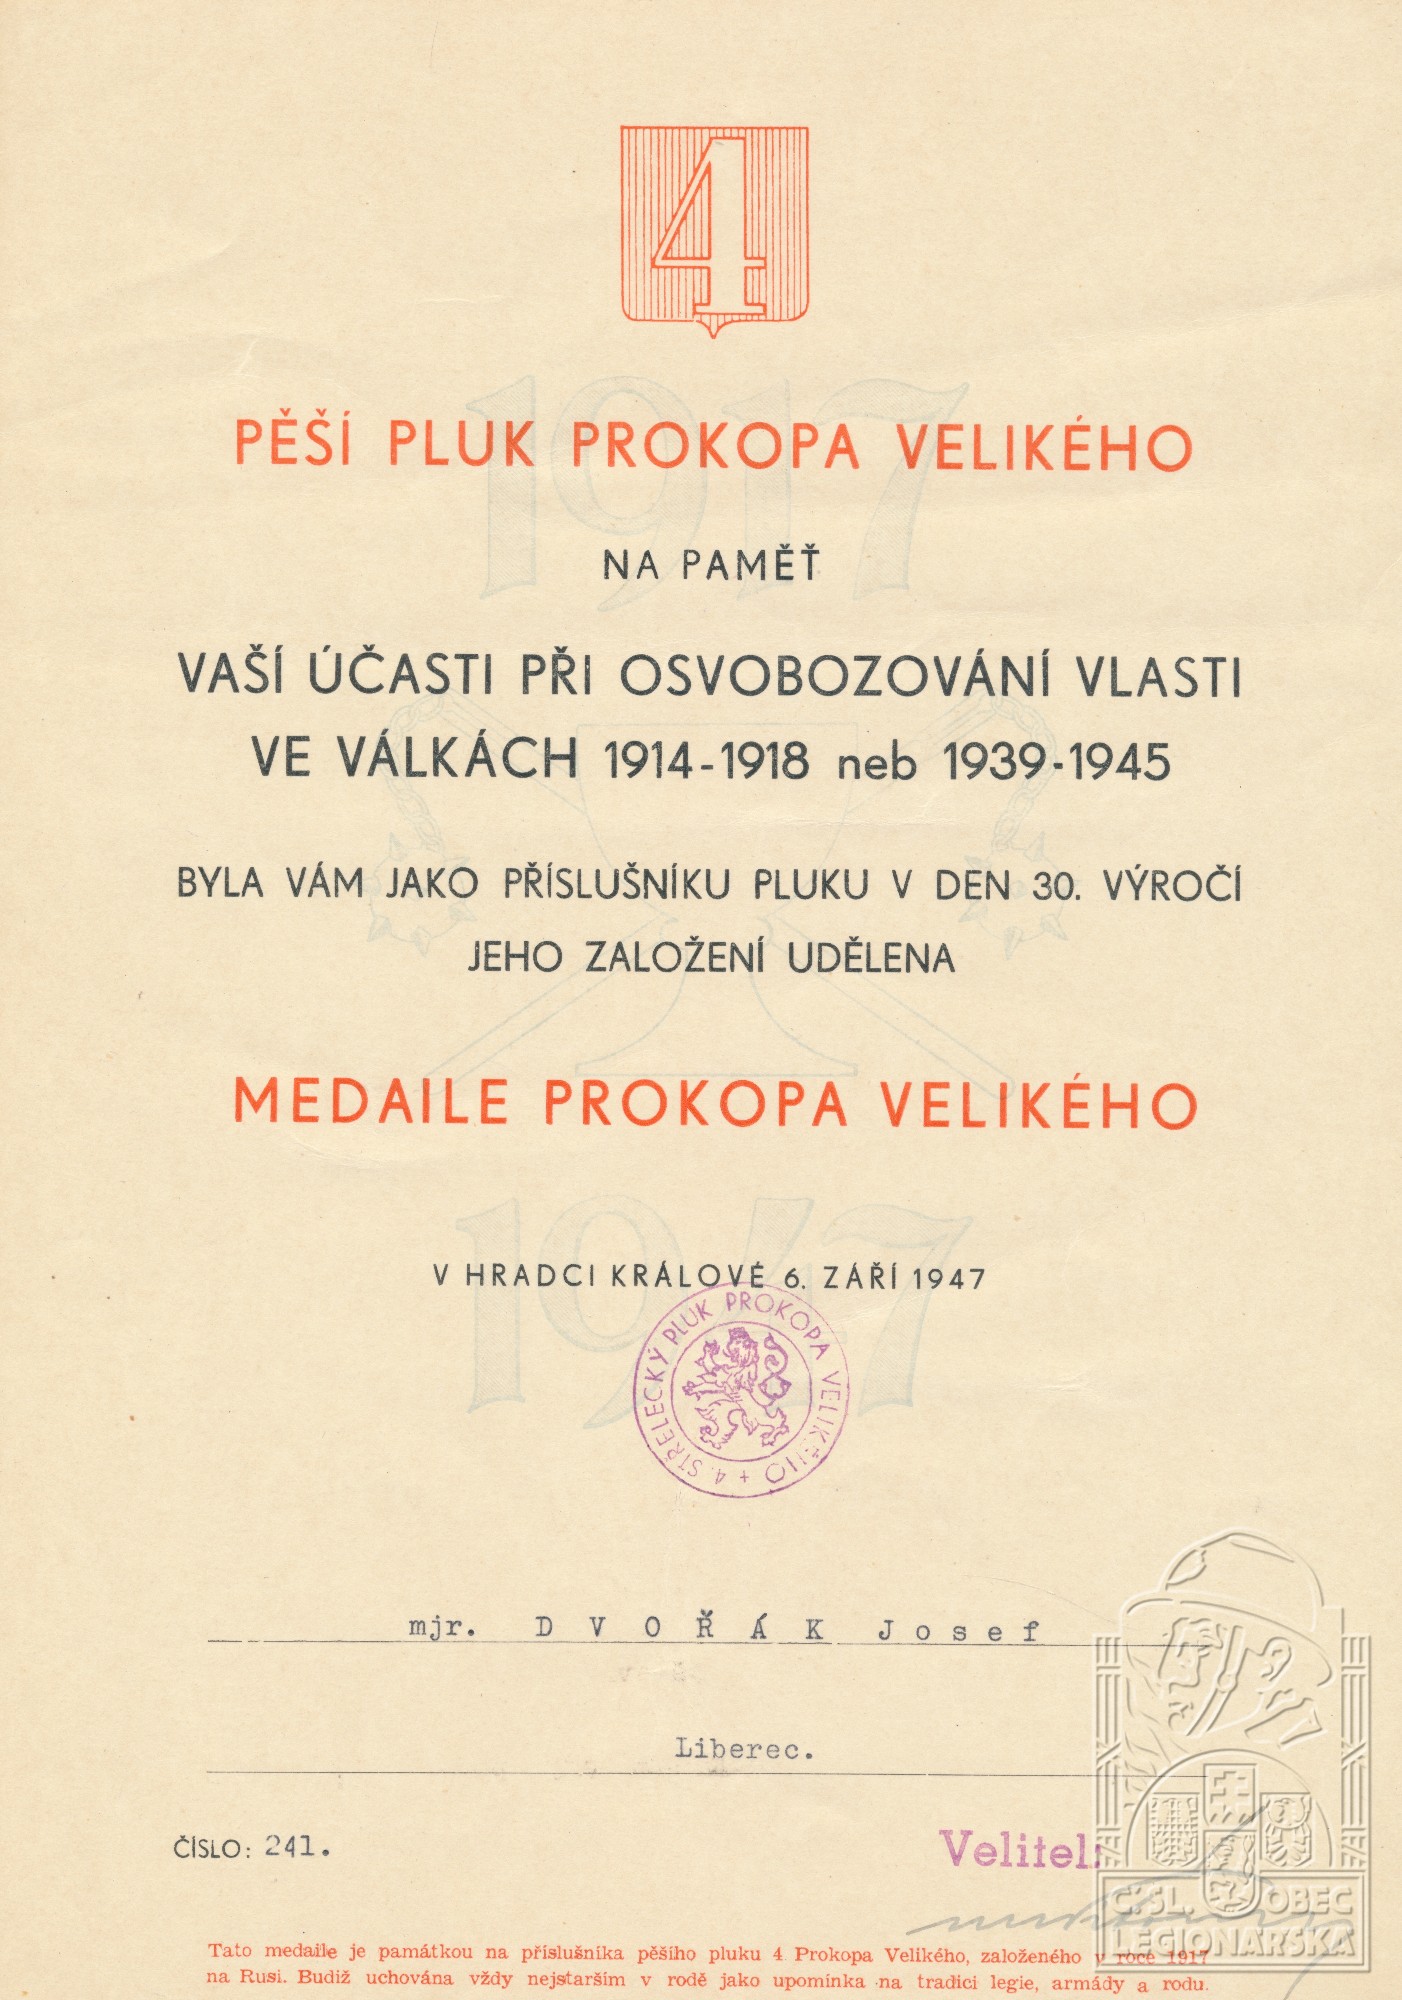 4
1917
PĚŠÍ PLUK PROKOPA VELIKÉHO
NA PAMĚŤ
VAŠÍ ÚČASTI PŘI OSVOBOZOVÁNÍ VLASTI
VE VÁLKÁCH 1914-1918 neb 1939-1945
BYLA VÁM JAKO PŘÍSLUŠNÍKU PLUKU V DEN 30. VÝROČÍ
JEHO ZALOŽENÍ UDĚLENA
MEDAILE PROKOPA VELIKÉHO
1947
V HRADCI KRÁLOVÉ 6. ZÁŘÍ 1947
4. STŘELECKÝ PLUK PROKOPA VELIKÉHO +
mjr. DVOŘÁK Josef
Liberec.
ČÍSLO: 241.
Velitel:
Č.SL. OBEC
LEGIONÁŘSKÁ
Tato medaile je památkou na příslušníka pěšího pluku 4 Prokopa Velikého, založeného v roce 1917
na Rusi. Budiž uchována vždy nejstarším v rodě jako upomínka na tradici legie, armády a rodu.